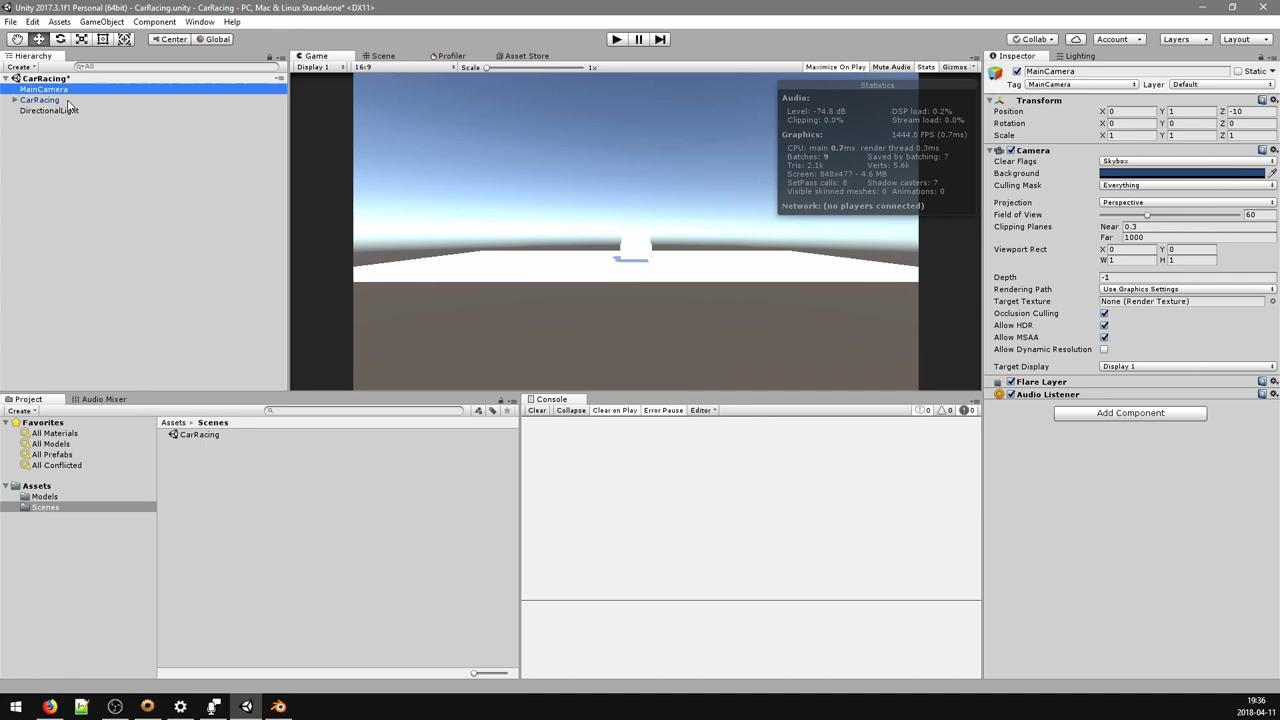 Unity 2017.3.1f1 Personal (64bit) - CarRacing.unity - CarRacing - PC, Mac & Linux Standalone* <DX11>
File Edit Assets GameObject Component Window Help
Center Global Collab Account Layers Layout
Hierarchy Game Scene Profiler Asset Store Inspector Lighting
Create All Display 1 16:9 Scale 1x Maximize On Play Mute Audio Stats Gizmos
CarRacing*
MainCamera
CarRacing
DirectionalLight
Statistics
Audio:
Level: -74.8 dB DSP load: 0.2%
Clipping: 0.0% Stream load: 0.0%
Graphics: 1444.0 FPS (0.7ms)
CPU: main 0.7ms render thread 0.3ms
Batches: 9 Saved by batching: 7
Tris: 2.1k Verts: 5.6k
Screen: 848x477 - 4.6 MB
SetPass calls: 8 Shadow casters: 7
Visible skinned meshes: 0 Animations: 0
Network: (no players connected)
MainCamera Static
Tag MainCamera Layer Default
Transform
Position X 0 Y 1 Z -10
Rotation X 0 Y 0 Z 0
Scale X 1 Y 1 Z 1
Camera
Clear Flags Skybox
Background
Culling Mask Everything
Projection Perspective
Field of View 60
Clipping Planes Near 0.3
Far 1000
Viewport Rect X 0 Y 0
W 1 H 1
Depth -1
Rendering Path Use Graphics Settings
Target Texture None (Render Texture)
Occlusion Culling
Allow HDR
Allow MSAA
Allow Dynamic Resolution
Target Display Display 1
Flare Layer
Audio Listener
Add Component
Project Audio Mixer
Create
Favorites
All Materials
All Models
All Prefabs
All Conflicted
Assets
Models
Scenes
Assets Scenes
CarRacing
Console
Clear Collapse Clear on Play Error Pause Editor 0 0 0
19:36
2018-04-11